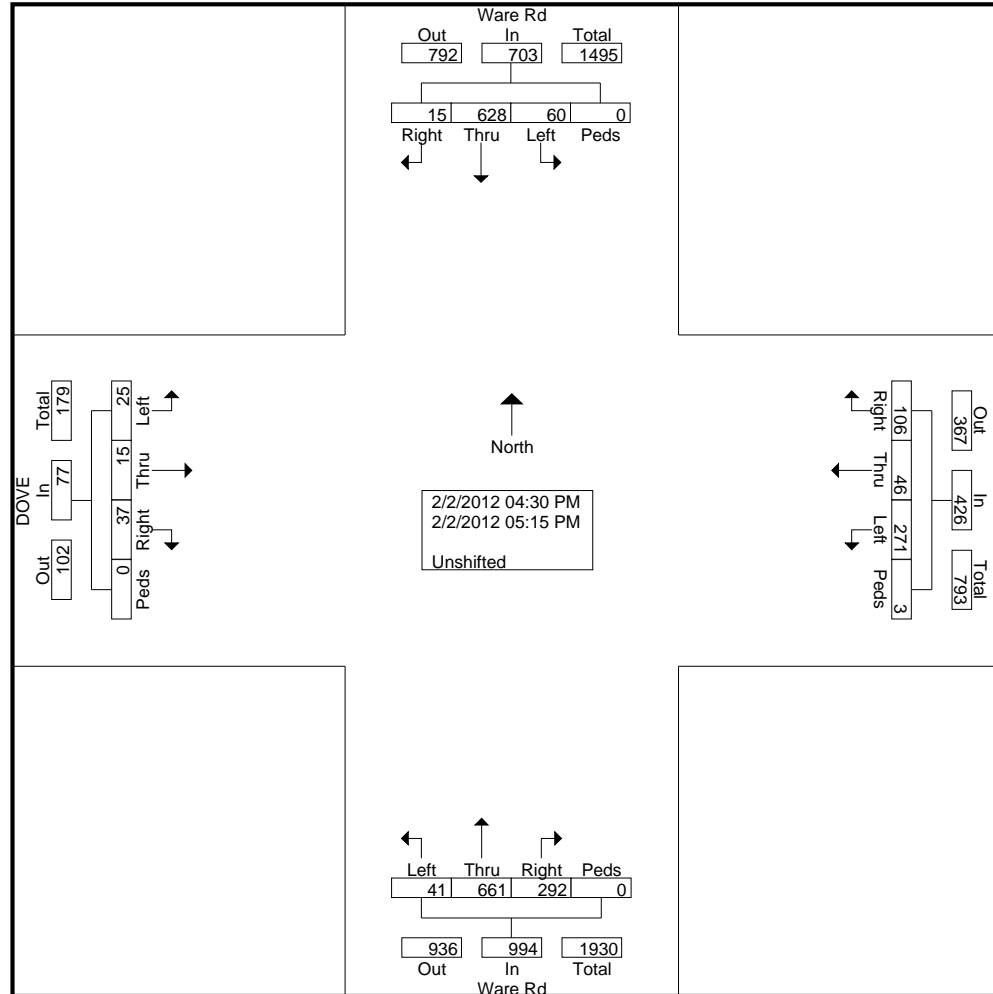 Ware Rd
Out In Total
792 703 1495
15 628 60 0
Right Thru Left Peds
North
2/2/2012 04:30 PM
2/2/2012 05:15 PM
Unshifted
DOVE
Total In Out
179 77 102
25 15 37 0
Left Thru Right Peds
Right Thru Left Peds
106 46 271 3
Out In Total
367 426 793
Left Thru Right Peds
41 661 292 0
936 994 1930
Out In Total
Ware Rd